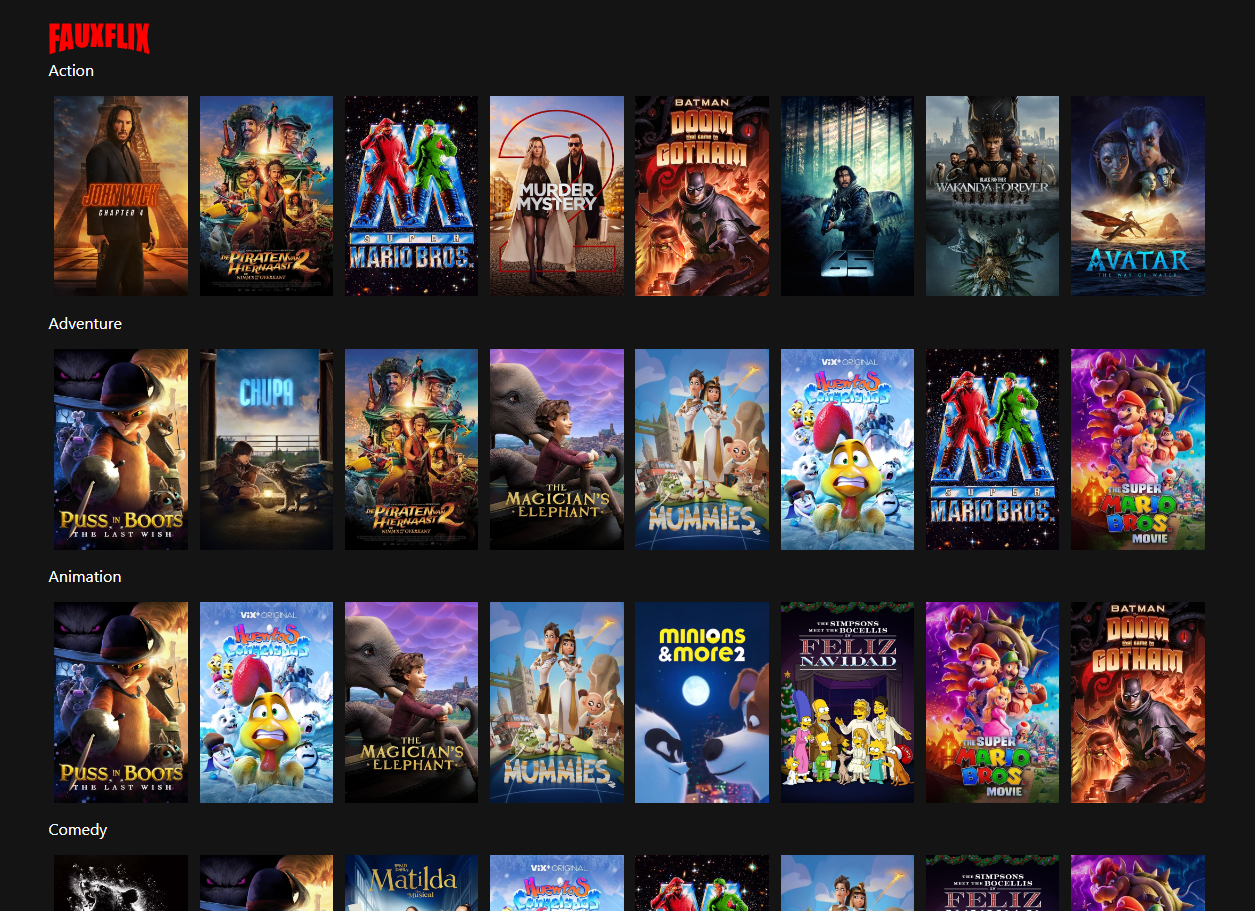 FAUXFLIX
Action
JOHN WICK
CHAPTER 4
DE PIRATEN VAN
HIERNAAST 2
SUPER
MARIO BROS.
2
MURDER
MYSTERY
BATMAN
DOOM
that came to
GOTHAM
65
BLACK PANTHER
WAKANDA FOREVER
AVATAR
THE WAY OF WATER
Adventure
PUSS IN BOOTS
THE LAST WISH
CHUPA
DE PIRATEN VAN
HIERNAAST 2
THE
MAGICIAN'S
ELEPHANT
MUMMIES
ViX+ ORIGINAL
Huevitos
Congelados
SUPER
MARIO BROS.
THE SUPER
MARIO
BROS
MOVIE
Animation
PUSS IN BOOTS
THE LAST WISH
ViX+ ORIGINAL
Huevitos
Congelados
THE
MAGICIAN'S
ELEPHANT
MUMMIES
minions
&more2
THE SIMPSONS
MEET THE BOCELLIS
IN
FELIZ
NAVIDAD
THE SUPER
MARIO
BROS
MOVIE
BATMAN
DOOM
that came to
GOTHAM
Comedy
Matilda
Musical
ViX+ ORIGINAL
Huevitos
THE SIMPSONS
MEET THE BOCELLIS
IN
FELIZ